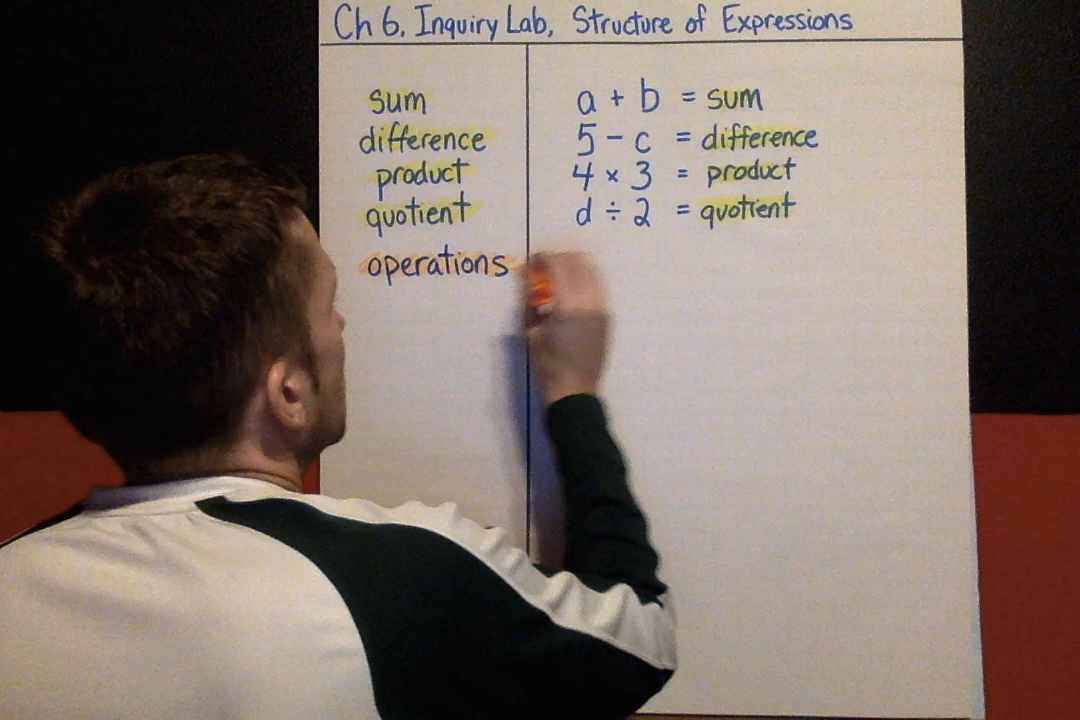 Ch 6. Inquiry Lab, Structure of Expressions
sum
difference
product
quotient
operations
a + b = sum
5 - c = difference
4 × 3 = product
d ÷ 2 = quotient